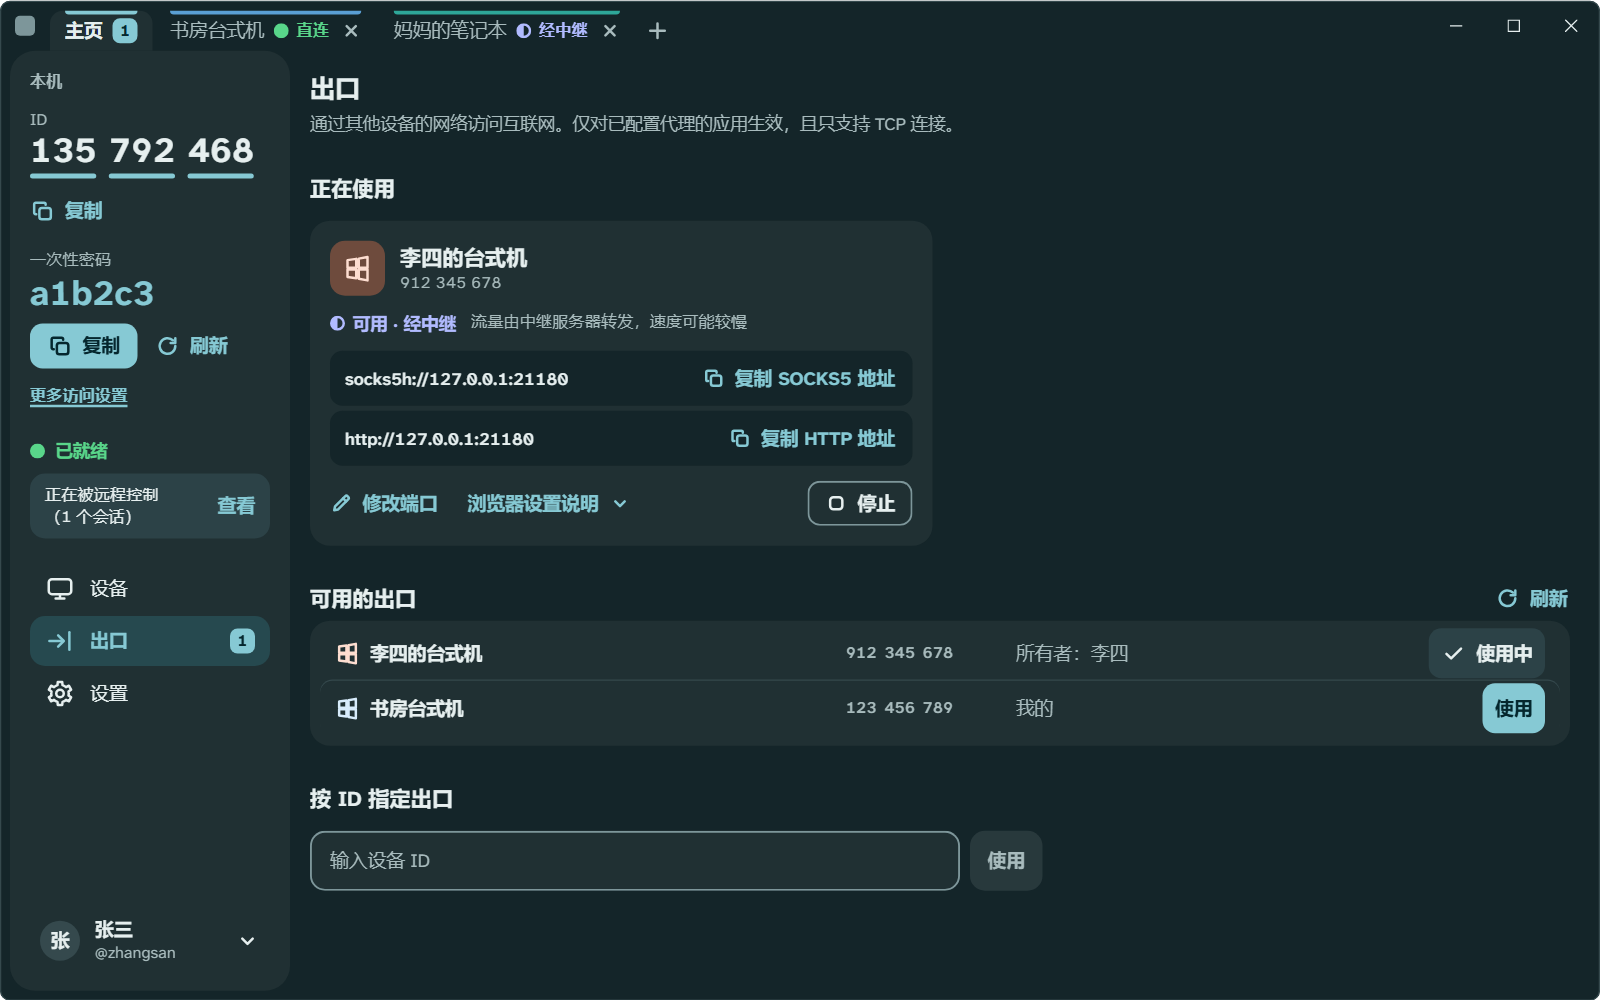 主页 1
书房台式机 直连
妈妈的笔记本 经中继
本机
ID
135 792 468
复制
一次性密码
a1b2c3
复制 刷新
更多访问设置
已就绪
正在被远程控制
（1 个会话）
查看
设备
出口 1
设置
张 张三
@zhangsan
出口
通过其他设备的网络访问互联网。仅对已配置代理的应用生效，且只支持 TCP 连接。
正在使用
李四的台式机
912 345 678
可用 · 经中继 流量由中继服务器转发，速度可能较慢
socks5h://127.0.0.1:21180 复制 SOCKS5 地址
http://127.0.0.1:21180 复制 HTTP 地址
修改端口 浏览器设置说明 停止
可用的出口 刷新
李四的台式机 912 345 678 所有者：李四 使用中
书房台式机 123 456 789 我的 使用
按 ID 指定出口
输入设备 ID 使用